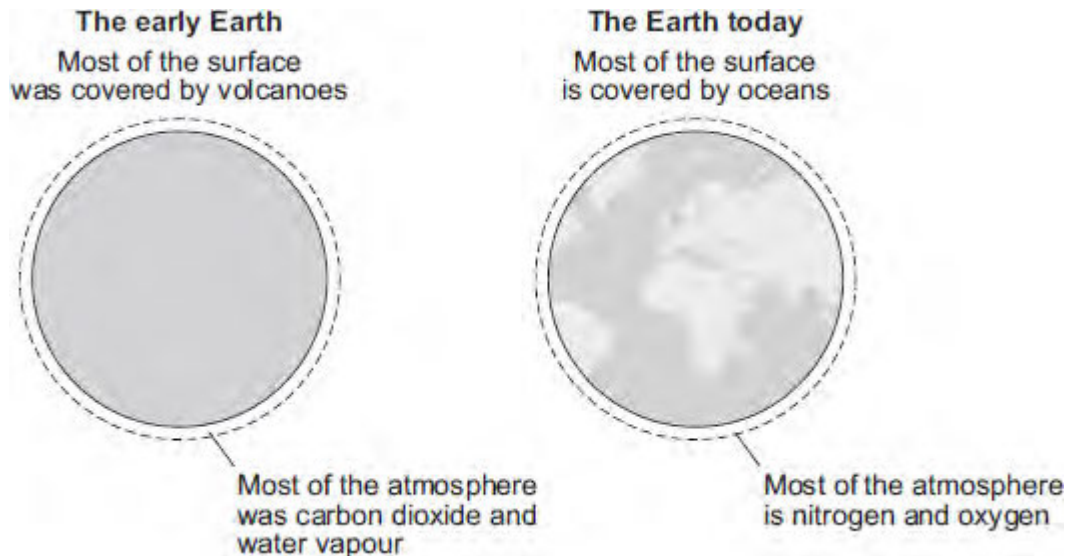 The early Earth
Most of the surface
was covered by volcanoes
Most of the atmosphere
was carbon dioxide and
water vapour
The Earth today
Most of the surface
is covered by oceans
Most of the atmosphere
is nitrogen and oxygen